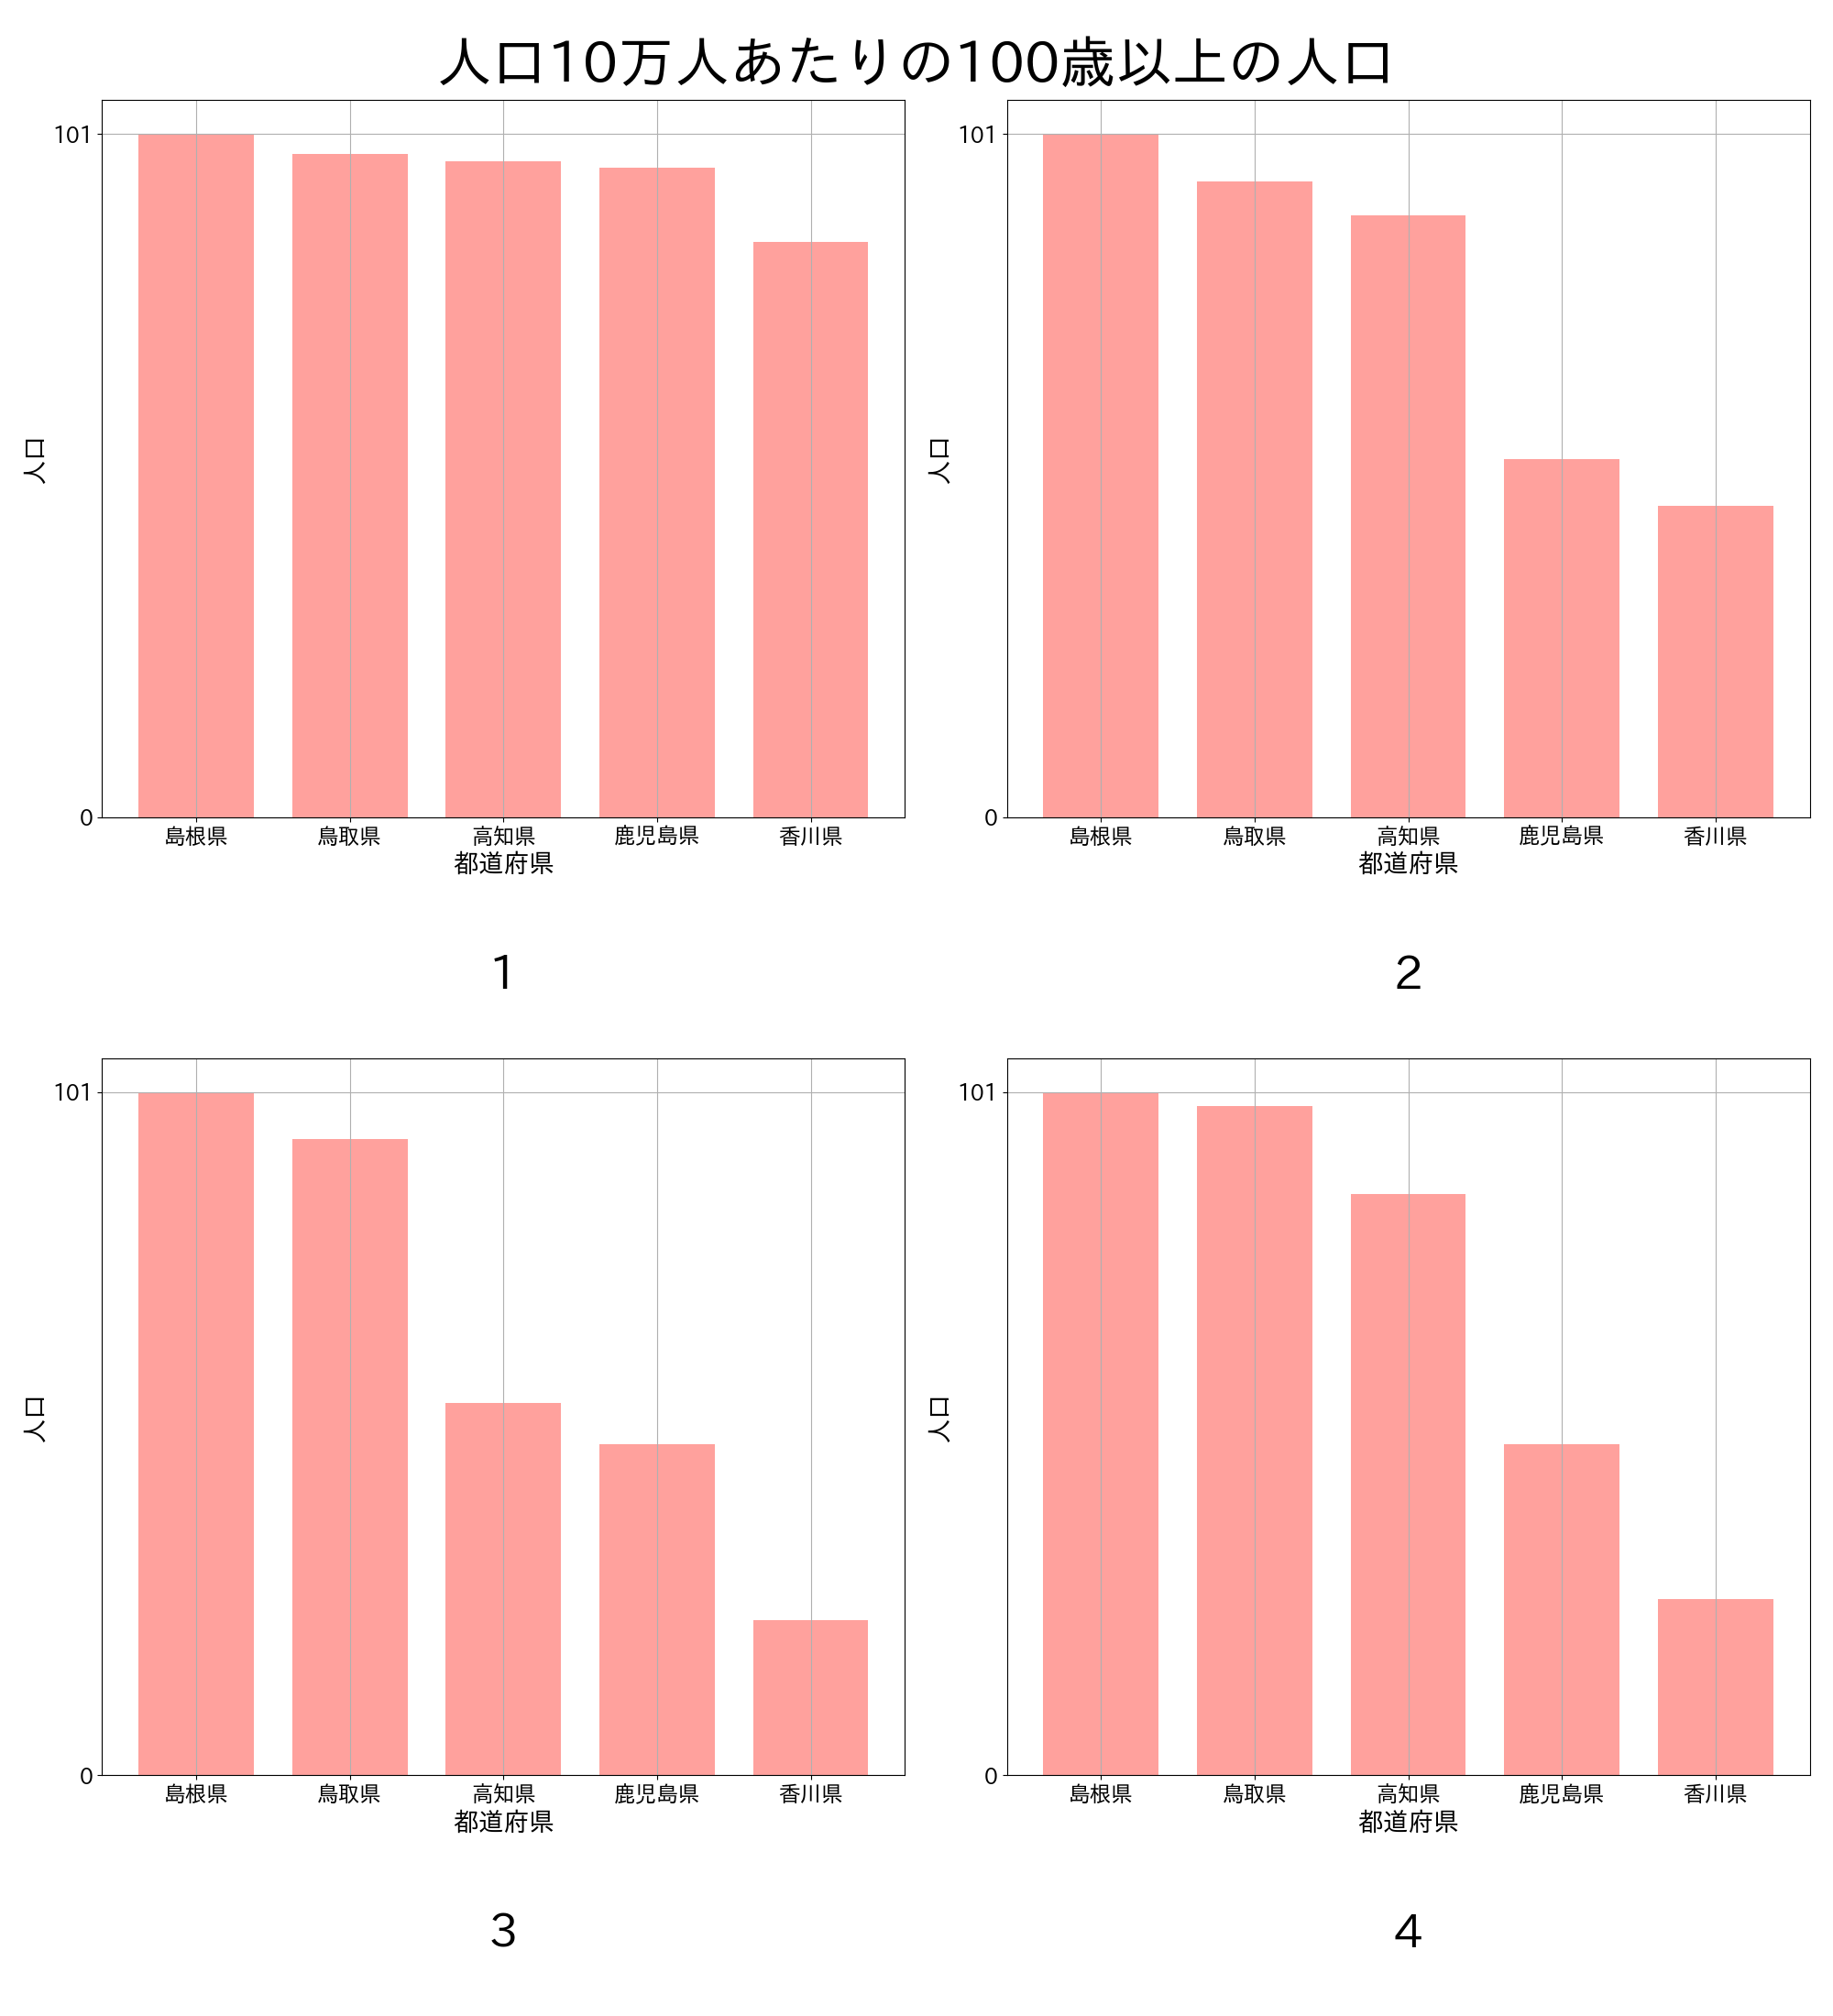 人口10万人あたりの100歳以上の人口
101
0
人口
島根県 鳥取県 高知県 鹿児島県 香川県
都道府県
1
101
0
人口
島根県 鳥取県 高知県 鹿児島県 香川県
都道府県
2
101
0
人口
島根県 鳥取県 高知県 鹿児島県 香川県
都道府県
3
101
0
人口
島根県 鳥取県 高知県 鹿児島県 香川県
都道府県
4